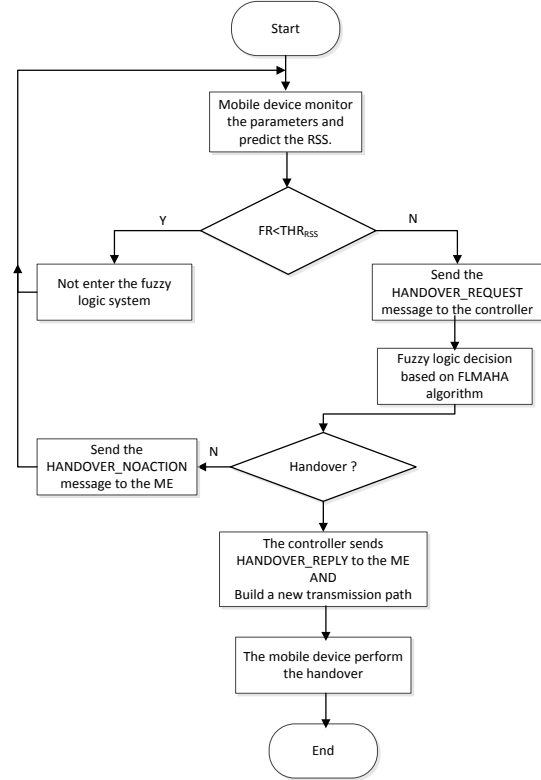 Start
Mobile device monitor
the parameters and
predict the RSS.
FR<THR_RSS
Y
N
Not enter the fuzzy
logic system
Send the
HANDOVER_REQUEST
message to the controller
Fuzzy logic decision
based on FLMAHA
algorithm
Handover ?
N
Send the
HANDOVER_NOACTION
message to the ME
The controller sends
HANDOVER_REPLY to the ME
AND
Build a new transmission path
The mobile device perform
the handover
End